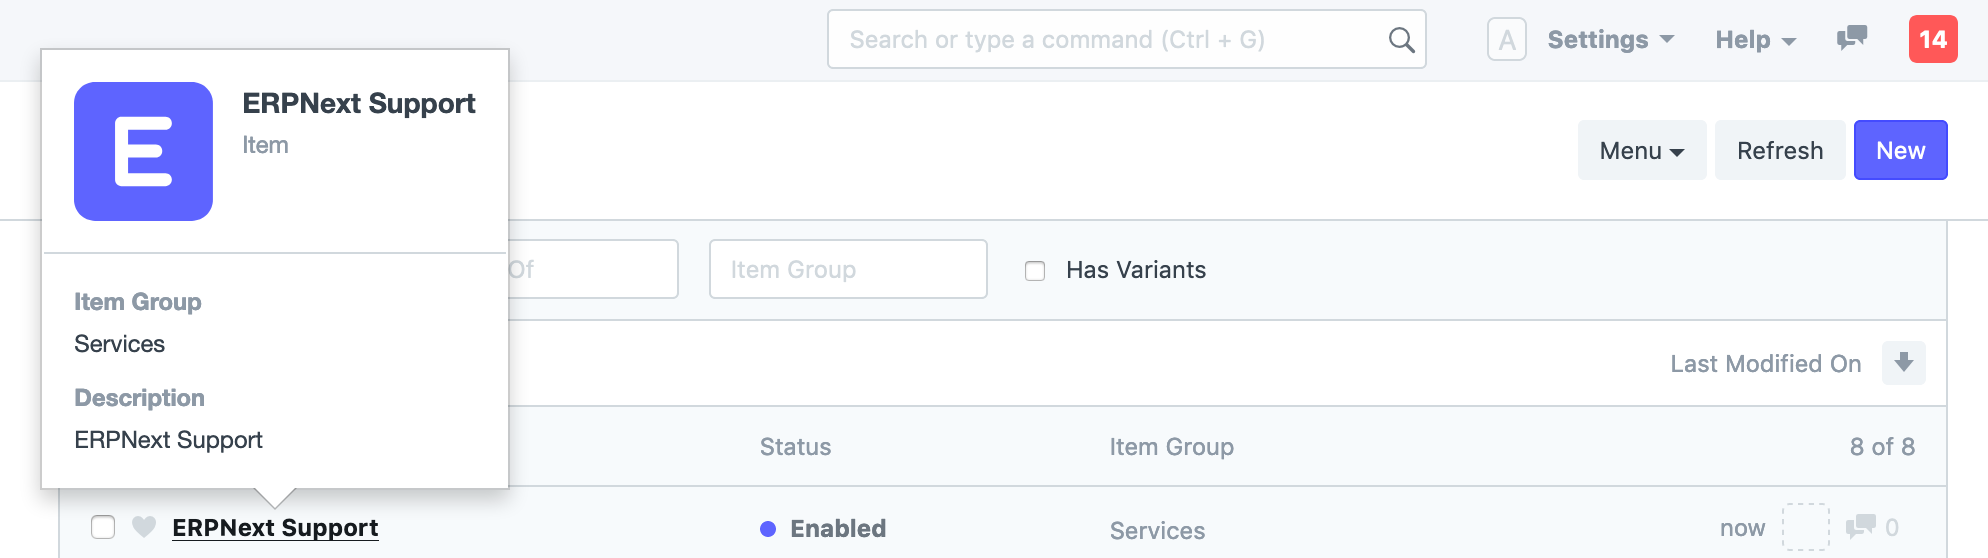 Search or type a command (Ctrl + G)
A
Settings
Help
14
E
ERPNext Support
Item
Menu
Refresh
New
Of
Item Group
Has Variants
Item Group
Services
Description
ERPNext Support
Last Modified On
Status
Item Group
8 of 8
ERPNext Support
Enabled
Services
now
0